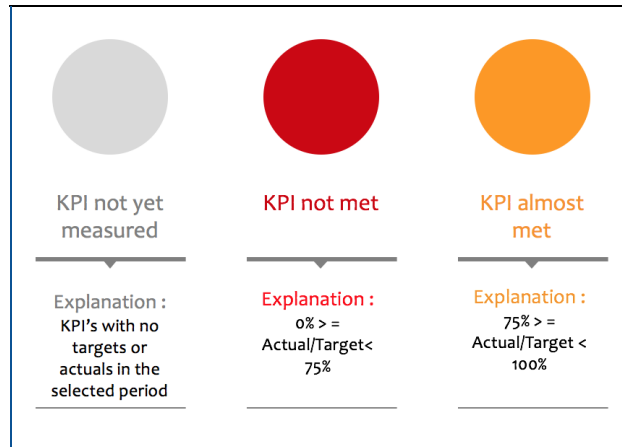 KPI not yet
measured
Explanation :
KPI's with no
targets or
actuals in the
selected period
KPI not met
Explanation :
0% > =
Actual/Target<
75%
KPI almost
met
Explanation :
75% > =
Actual/Target <
100%